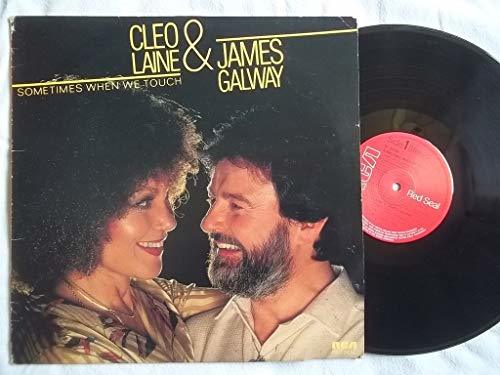 CLEO
LAINE
&
JAMES
GALWAY
SOMETIMES WHEN WE TOUCH
RCA
RCA
Red Seal